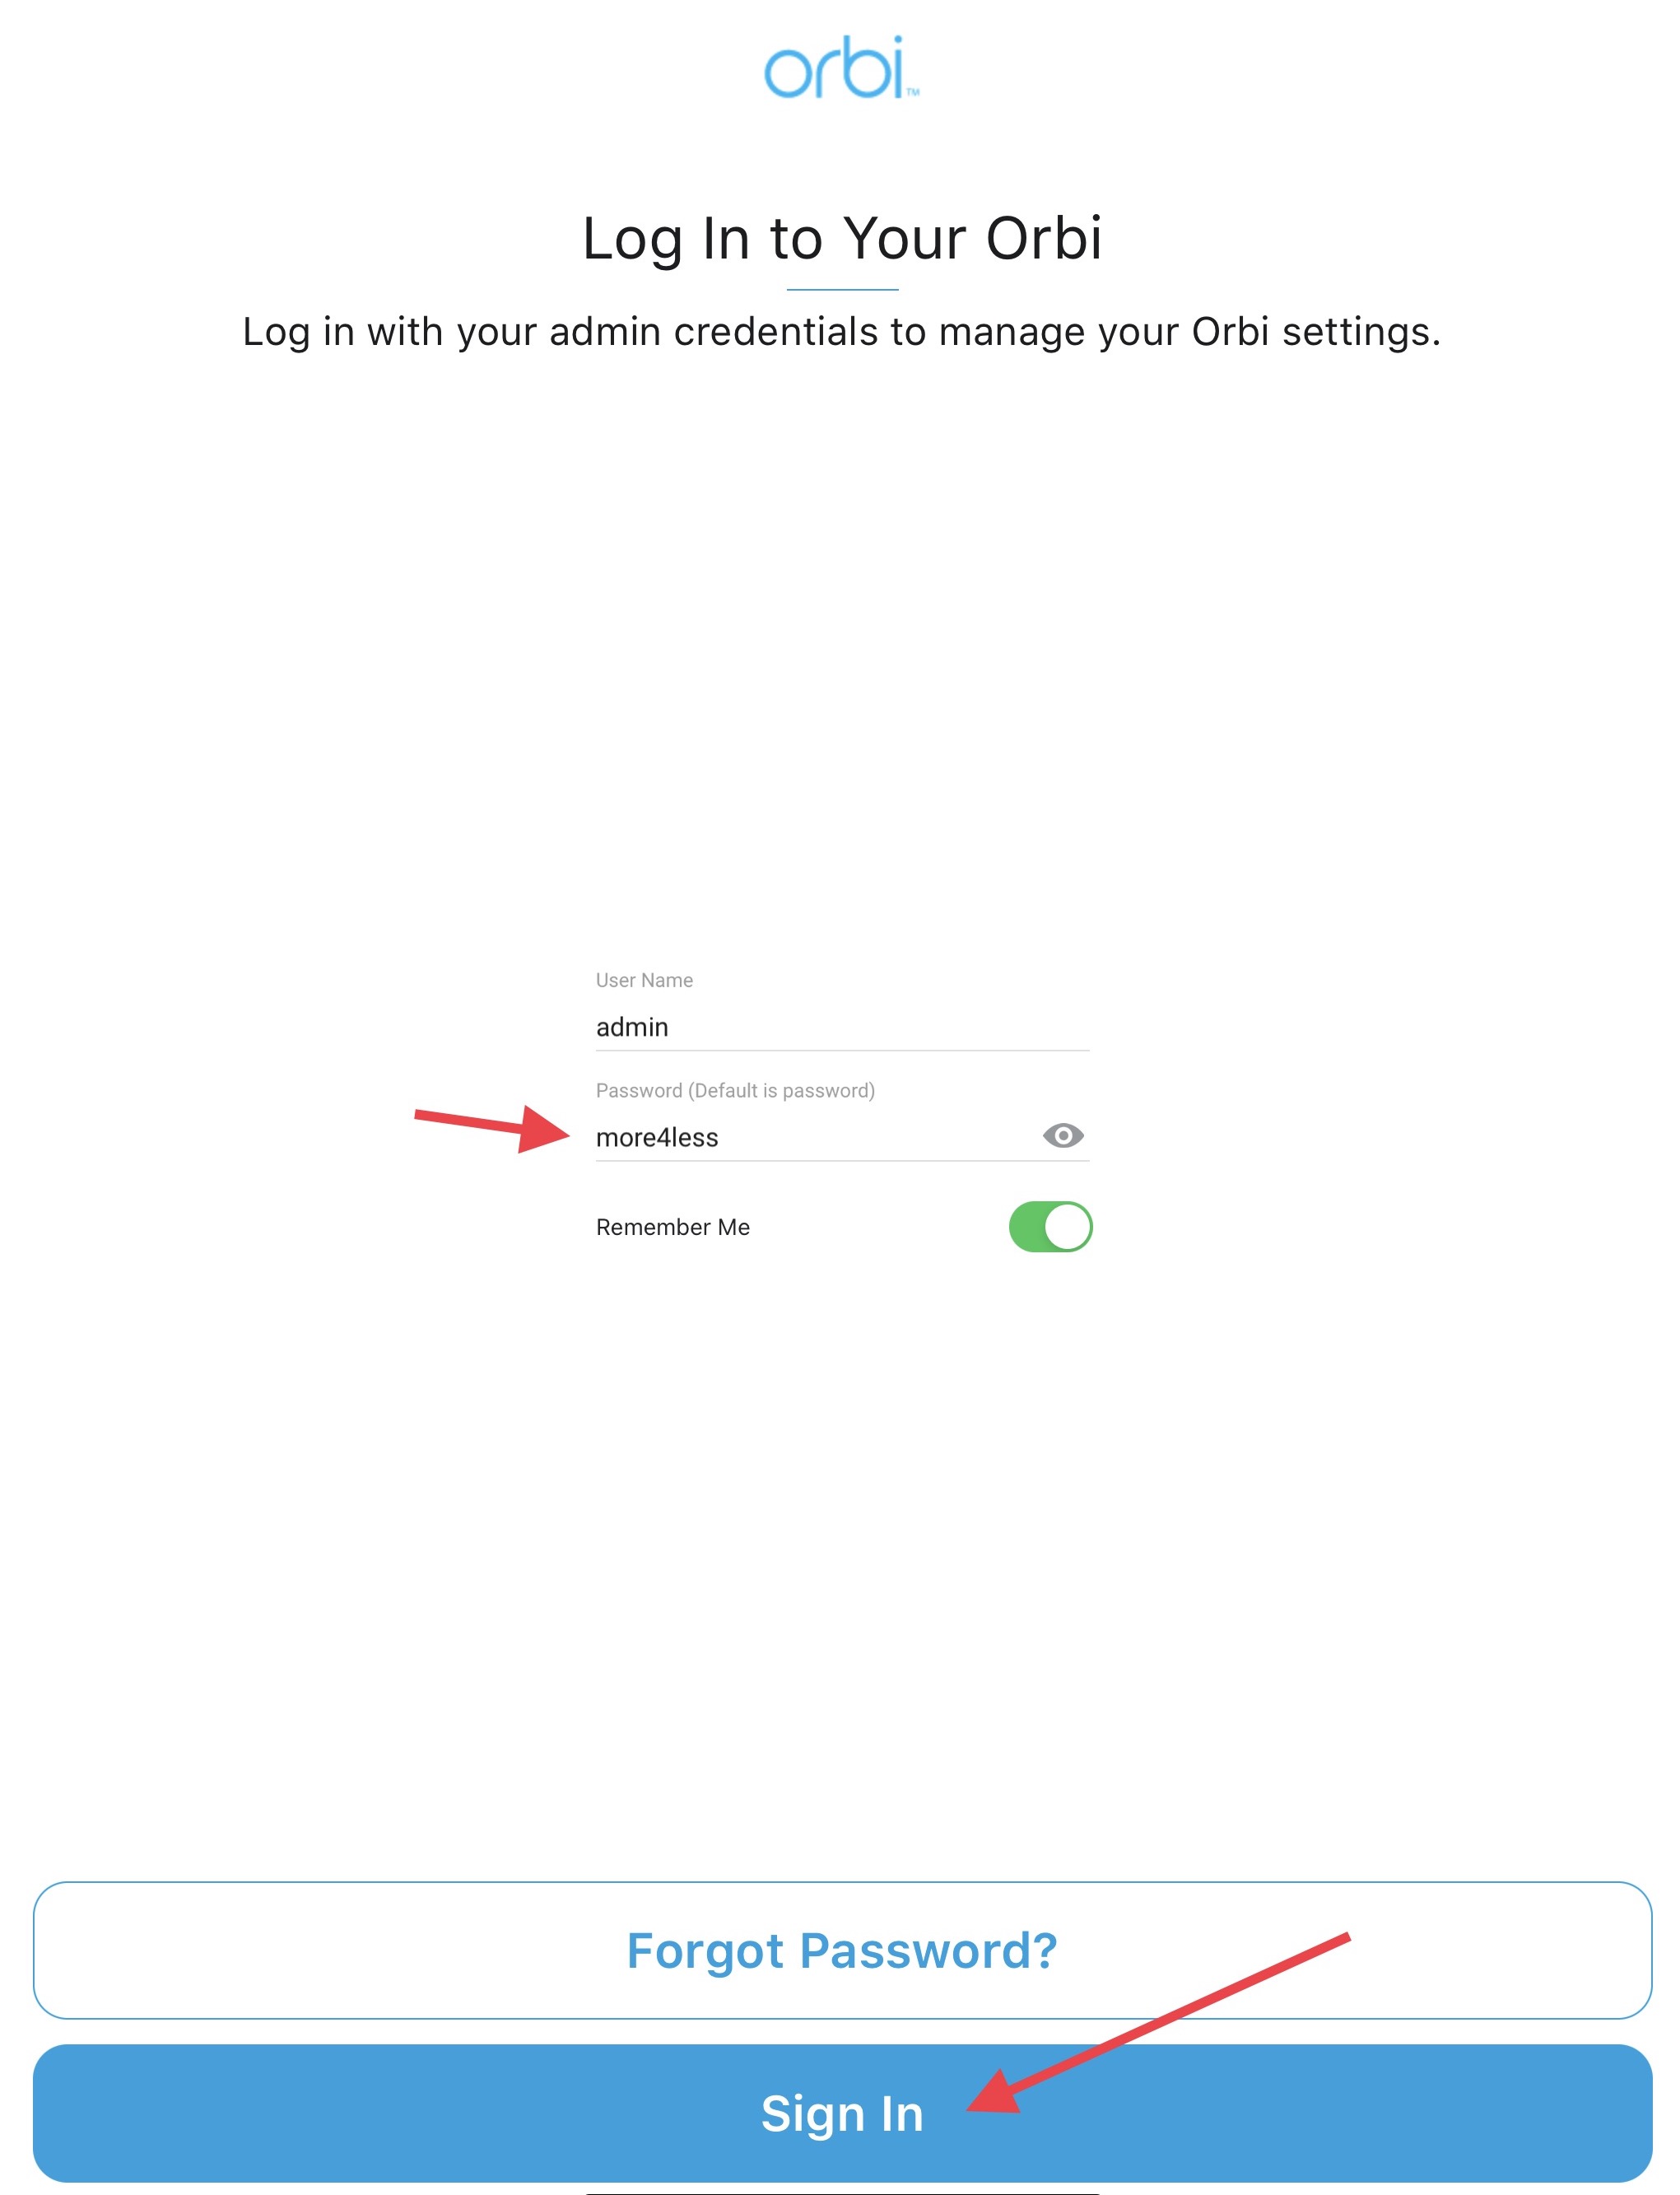 orbi™
Log In to Your Orbi
Log in with your admin credentials to manage your Orbi settings.
User Name
admin
Password (Default is password)
more4less
Remember Me
Forgot Password?
Sign In